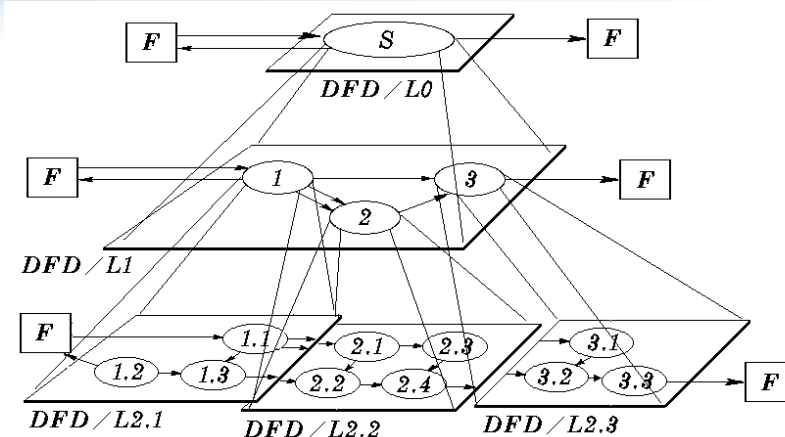 F
S
F
DFD/L0
F
1
3
F
2
DFD/L1
F
1.1
2.1
2.3
3.1
1.2
1.3
2.2
2.4
3.2
3.3
F
DFD/L2.1
DFD/L2.2
DFD/L2.3